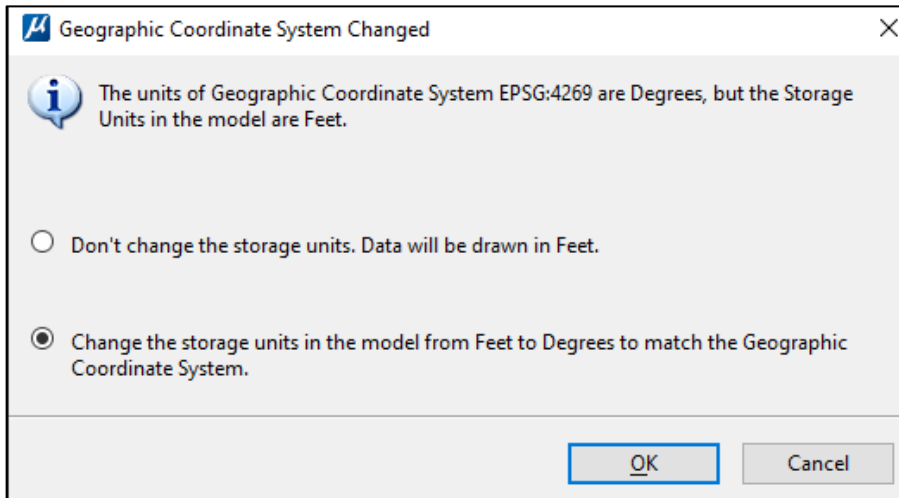 Geographic Coordinate System Changed
The units of Geographic Coordinate System EPSG:4269 are Degrees, but the Storage
Units in the model are Feet.
Don't change the storage units. Data will be drawn in Feet.
Change the storage units in the model from Feet to Degrees to match the Geographic
Coordinate System.
OK
Cancel